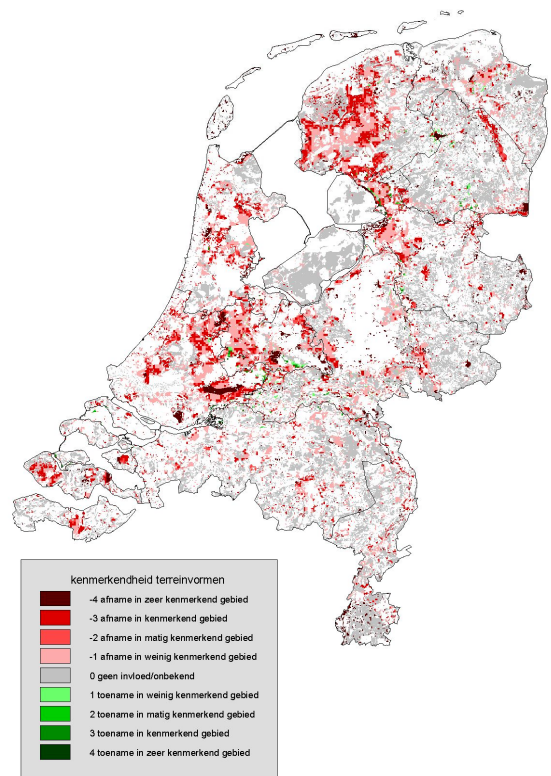 kenmerkendheid terreinvormen
-4 afname in zeer kenmerkend gebied
-3 afname in kenmerkend gebied
-2 afname in matig kenmerkend gebied
-1 afname in weinig kenmerkend gebied
0 geen invloed/onbekend
1 toename in weinig kenmerkend gebied
2 toename in matig kenmerkend gebied
3 toename in kenmerkend gebied
4 toename in zeer kenmerkend gebied